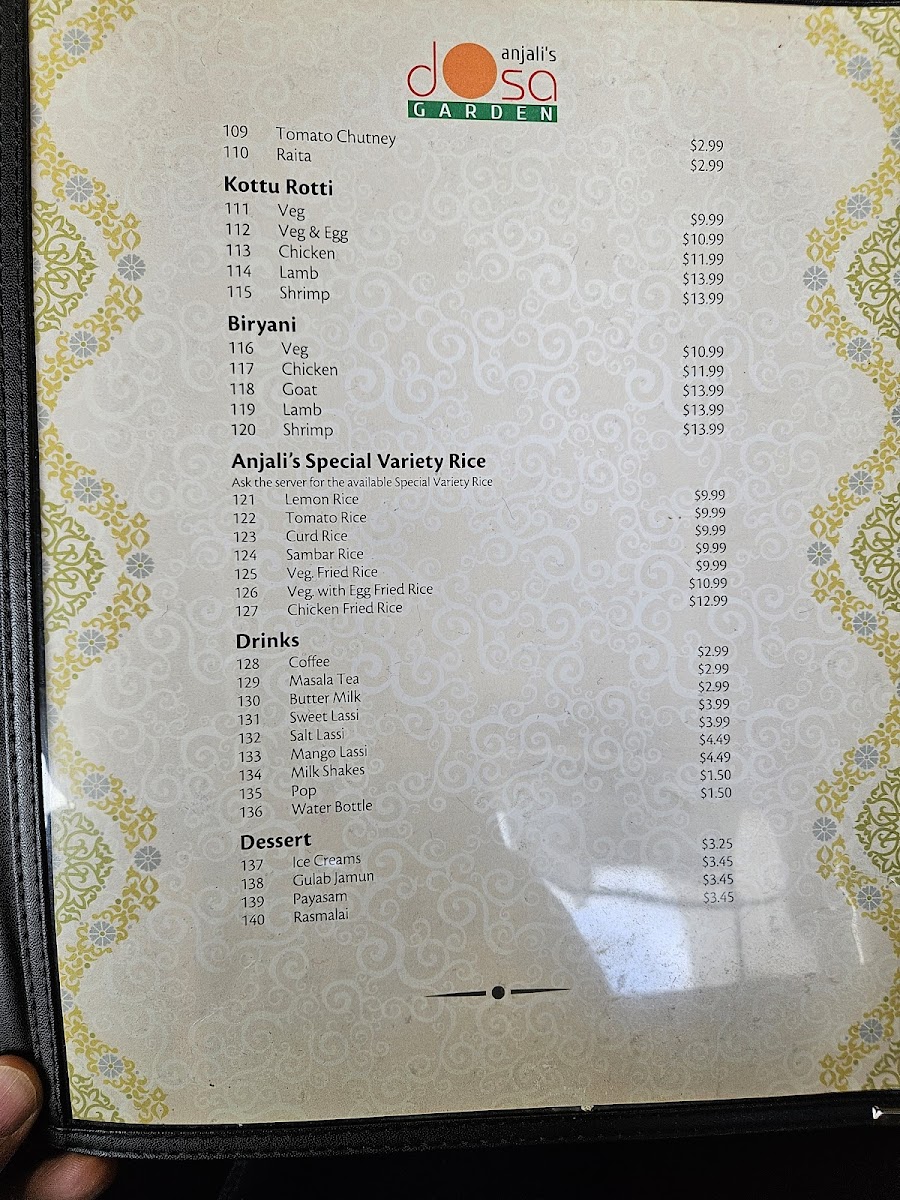 anjali's
dosa
GARDEN
109 Tomato Chutney $2.99
110 Raita $2.99
Kottu Rotti
111 Veg $9.99
112 Veg & Egg $10.99
113 Chicken $11.99
114 Lamb $13.99
115 Shrimp $13.99
Biryani
116 Veg $10.99
117 Chicken $11.99
118 Goat $13.99
119 Lamb $13.99
120 Shrimp $13.99
Anjali's Special Variety Rice
Ask the server for the available Special Variety Rice
121 Lemon Rice $9.99
122 Tomato Rice $9.99
123 Curd Rice $9.99
124 Sambar Rice $9.99
125 Veg. Fried Rice $9.99
126 Veg. with Egg Fried Rice $10.99
127 Chicken Fried Rice $12.99
Drinks
128 Coffee $2.99
129 Masala Tea $2.99
130 Butter Milk $2.99
131 Sweet Lassi $3.99
132 Salt Lassi $3.99
133 Mango Lassi $4.49
134 Milk Shakes $4.49
135 Pop $1.50
136 Water Bottle $1.50
Dessert
137 Ice Creams $3.25
138 Gulab Jamun $3.45
139 Payasam $3.45
140 Rasmalai $3.45